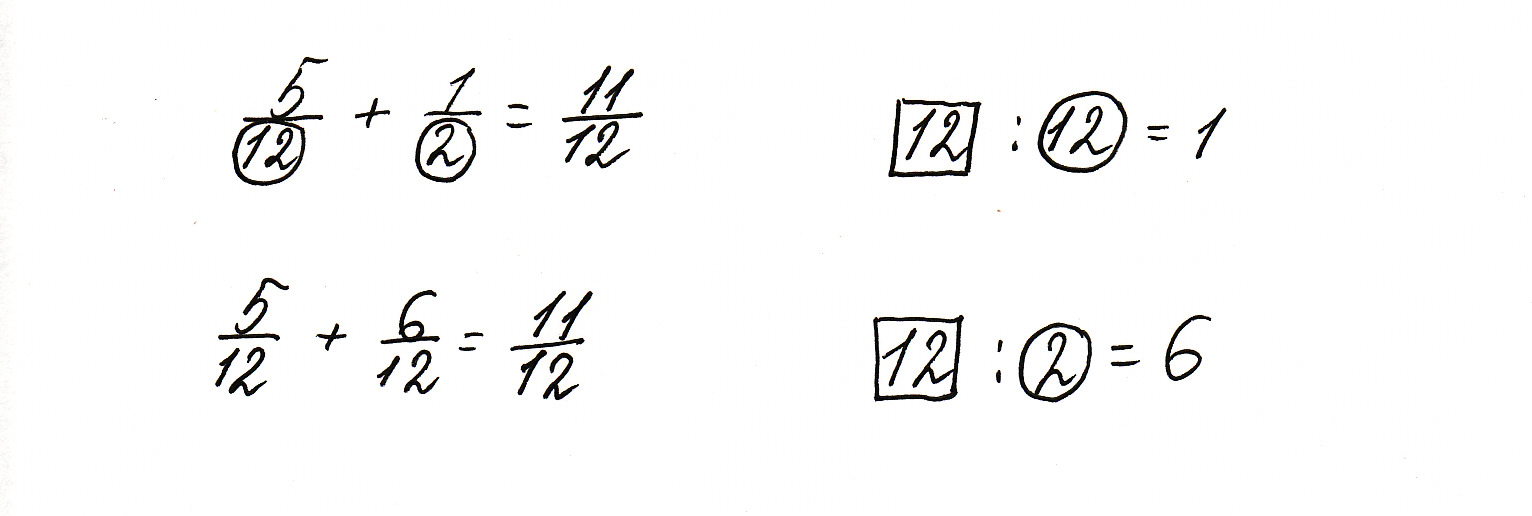 5/12 + 1/2 = 11/12
12 : 12 = 1
5/12 + 6/12 = 11/12
12 : 2 = 6